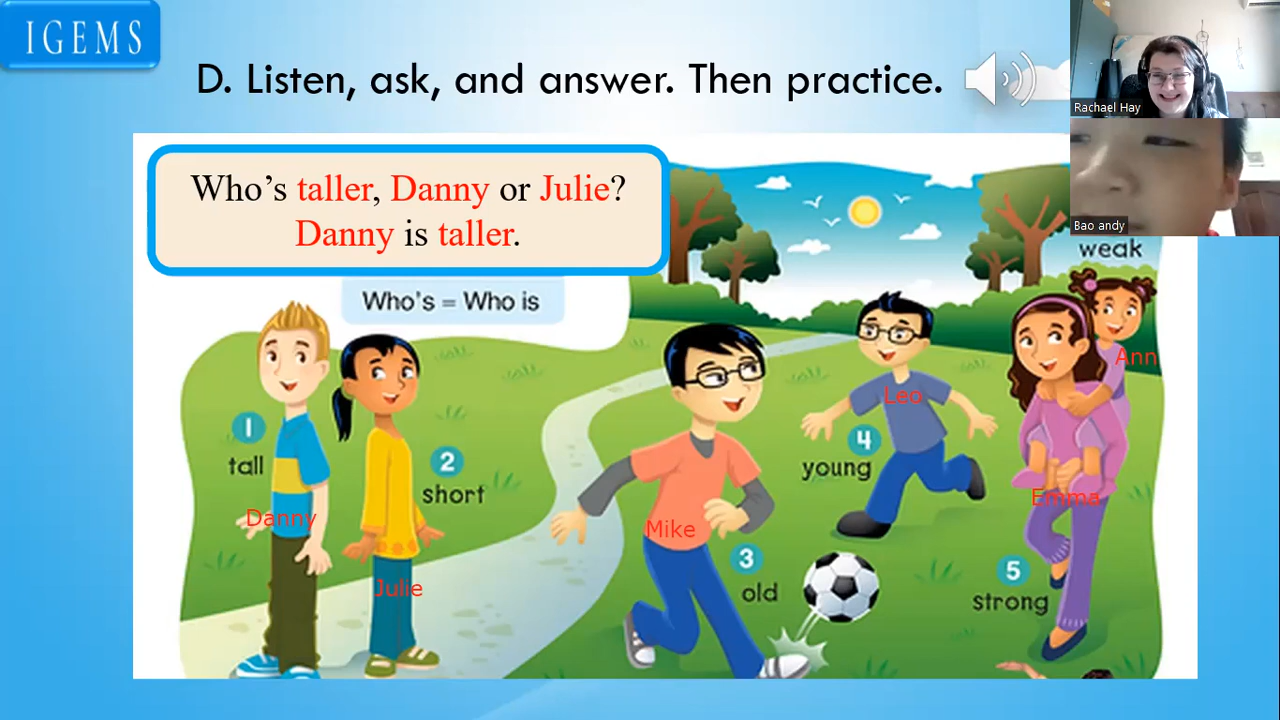 IGEMS
D. Listen, ask, and answer. Then practice.
Rachael Hay
Bao andy
Who's taller, Danny or Julie?
Danny is taller.
Who's = Who is
weak
Ann
Leo
1
tall
2
short
4
young
Danny
Emma
Mike
3
old
Julie
5
strong